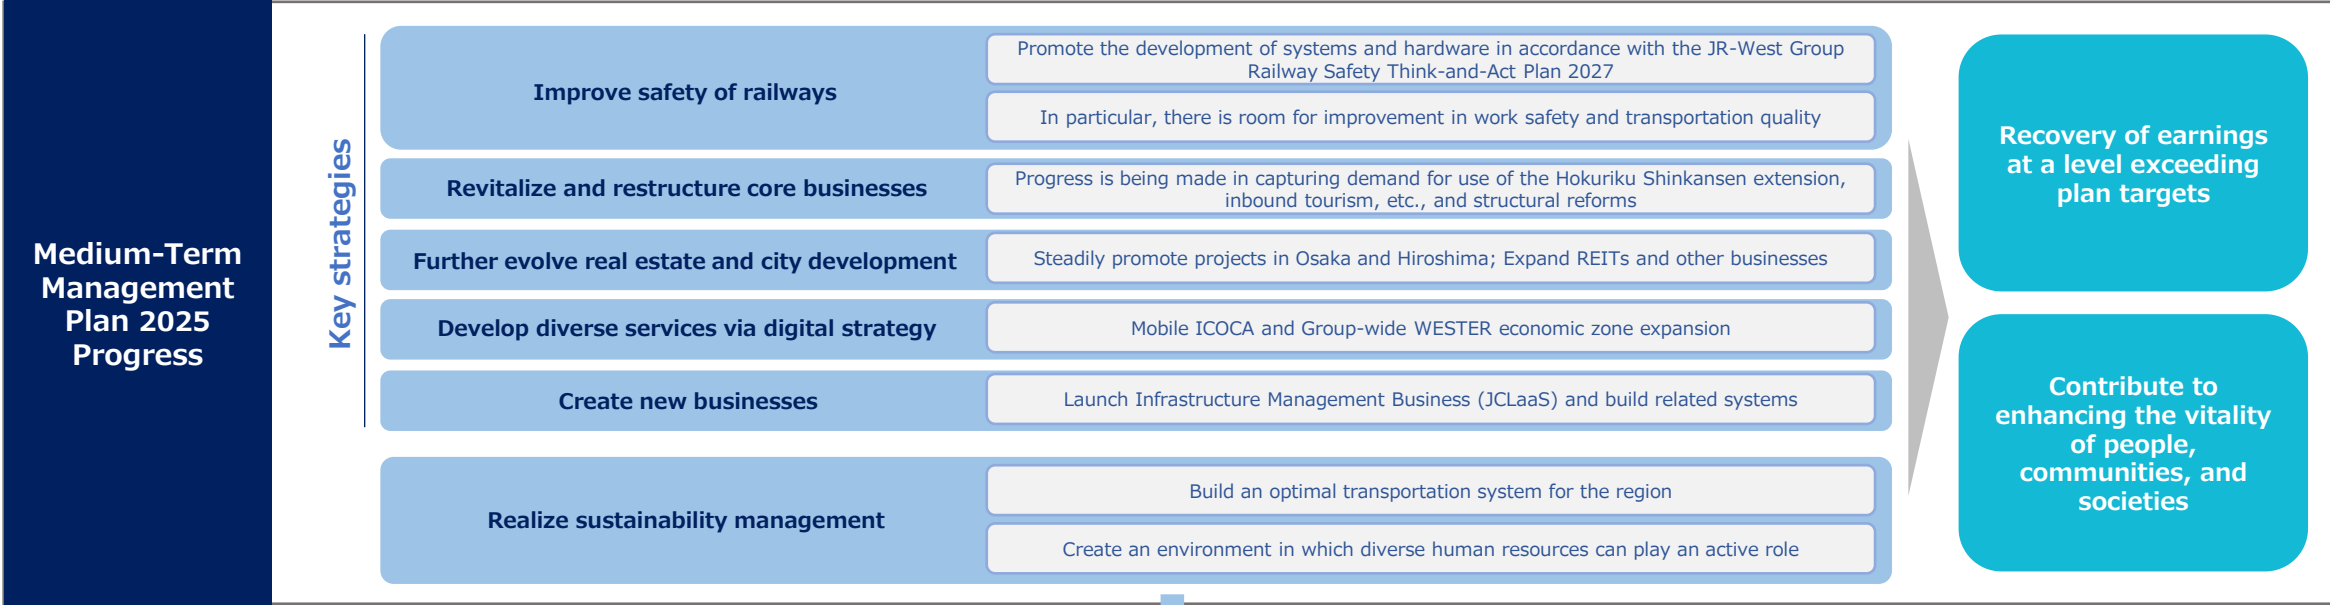 Medium-Term
Management
Plan 2025
Progress
Key strategies
Improve safety of railways
Promote the development of systems and hardware in accordance with the JR-West Group
Railway Safety Think-and-Act Plan 2027
In particular, there is room for improvement in work safety and transportation quality
Revitalize and restructure core businesses
Progress is being made in capturing demand for use of the Hokuriku Shinkansen extension,
inbound tourism, etc., and structural reforms
Further evolve real estate and city development
Steadily promote projects in Osaka and Hiroshima; Expand REITs and other businesses
Develop diverse services via digital strategy
Mobile ICOCA and Group-wide WESTER economic zone expansion
Create new businesses
Launch Infrastructure Management Business (JCLaaS) and build related systems
Realize sustainability management
Build an optimal transportation system for the region
Create an environment in which diverse human resources can play an active role
Recovery of earnings
at a level exceeding
plan targets
Contribute to
enhancing the vitality
of people,
communities, and
societies